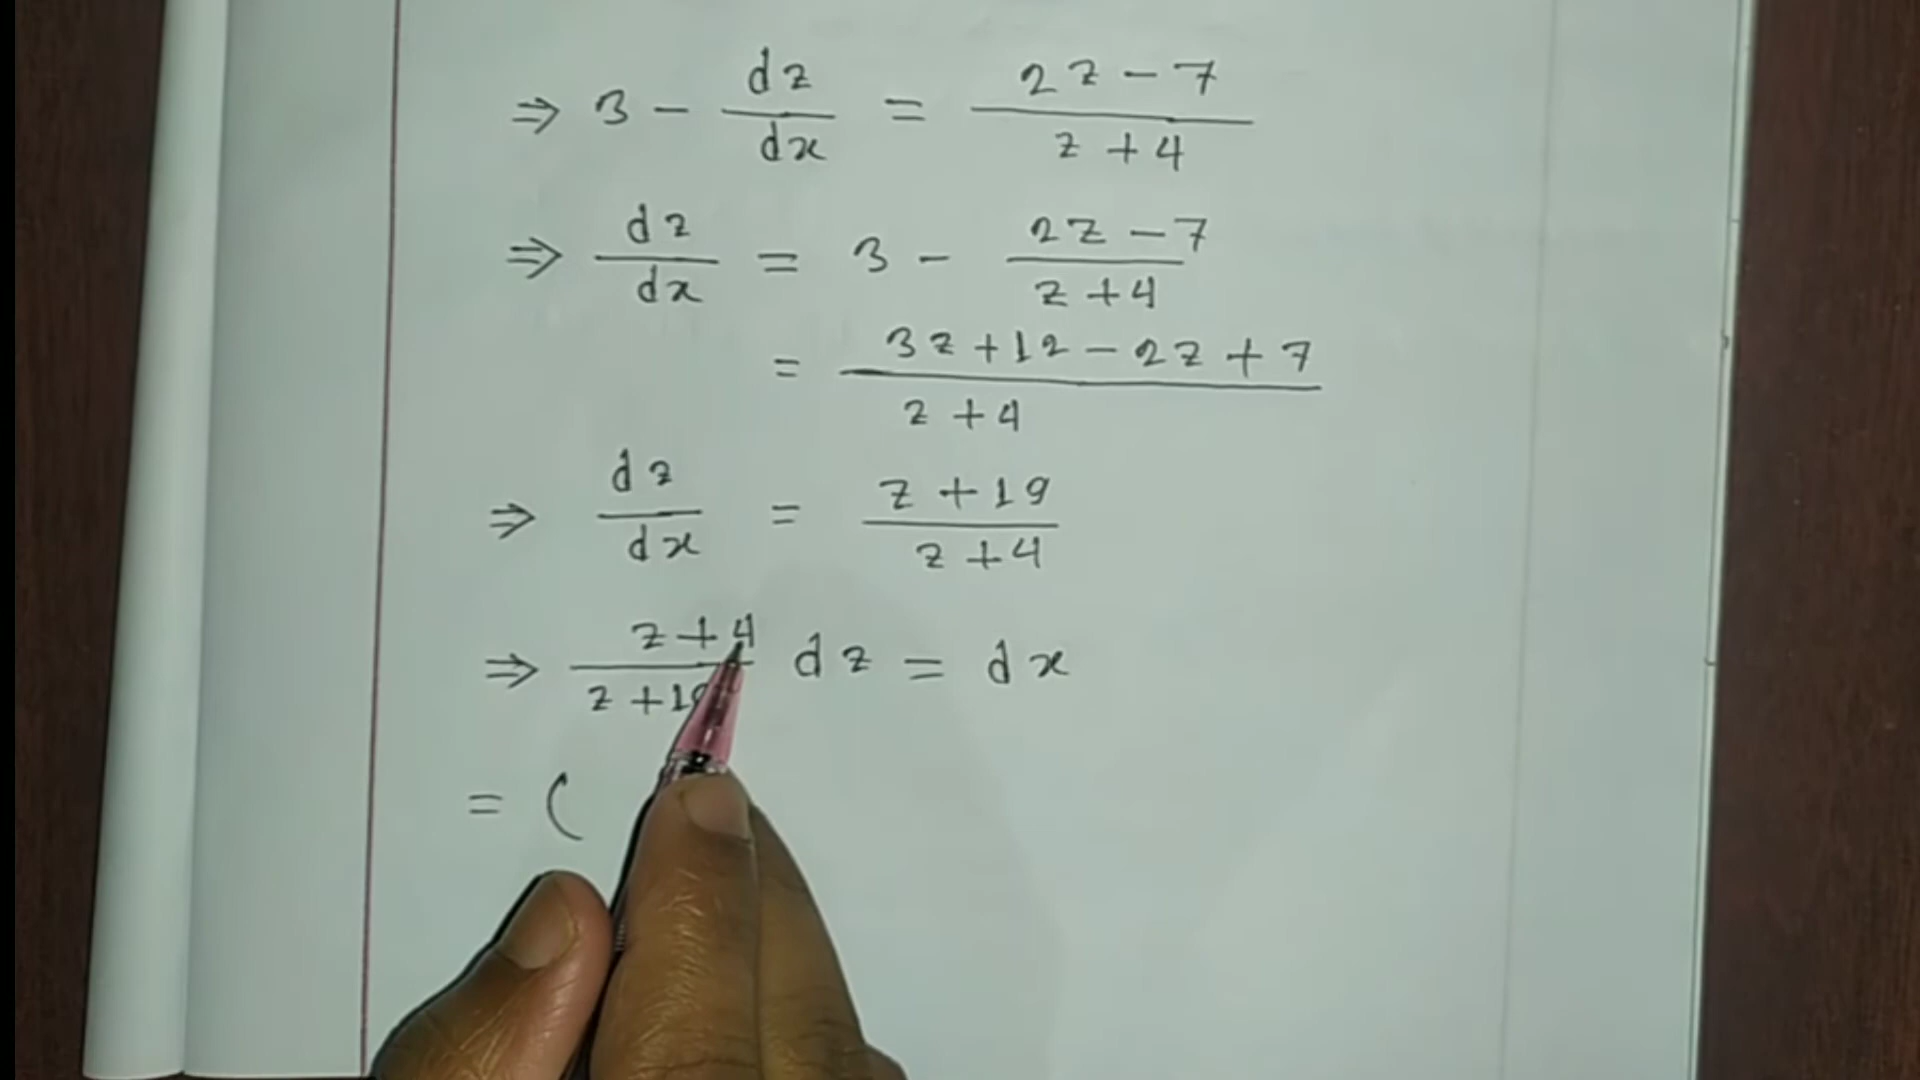 ⇒ 3 - dz/dx = (2z - 7)/(z + 4)
⇒ dz/dx = 3 - (2z - 7)/(z + 4)
= (3z + 12 - 2z + 7)/(z + 4)
⇒ dz/dx = (z + 19)/(z + 4)
⇒ (z + 4)/(z + 19) dz = dx
= (